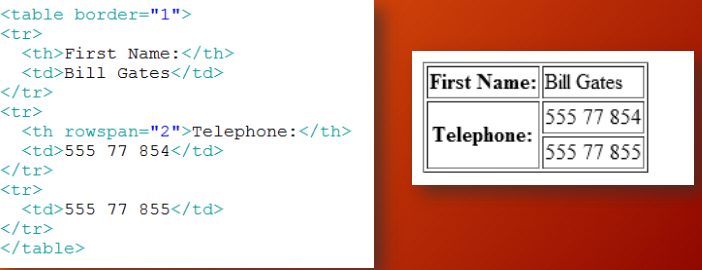 <table border="1">
<tr>
  <th>First Name:</th>
  <td>Bill Gates</td>
</tr>
<tr>
  <th rowspan="2">Telephone:</th>
  <td>555 77 854</td>
</tr>
<tr>
  <td>555 77 855</td>
</tr>
</table>
First Name: Bill Gates
Telephone: 555 77 854
555 77 855